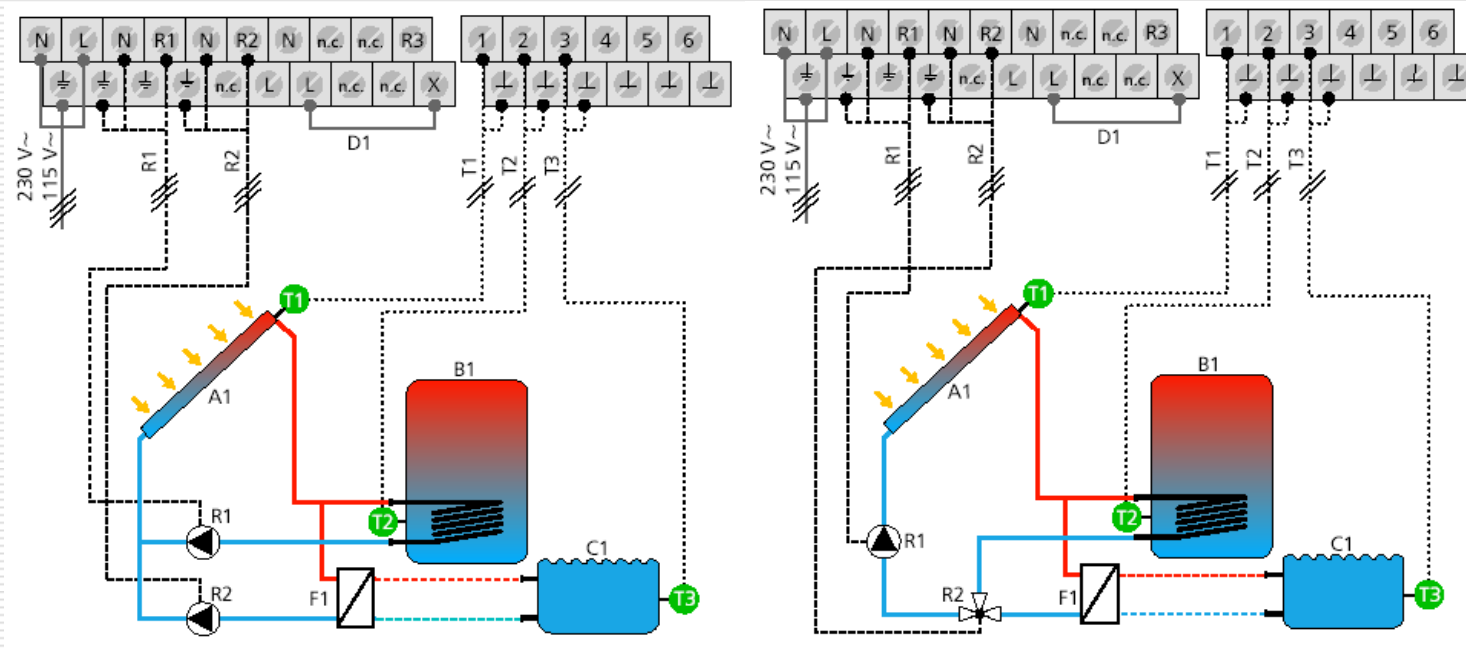 N L N R1 N R2 N n.c. n.c. R3 1 2 3 4 5 6
n.c. L L n.c. n.c. X
D1
230 V~
115 V~
R1
R2
T1
T2
T3
T1
A1
B1
R1
T2
C1
R2
F1
T3
N L N R1 N R2 N n.c. n.c. R3 1 2 3 4 5 6
n.c. L L n.c. n.c. X
D1
230 V~
115 V~
R1
R2
T1
T2
T3
T1
A1
B1
T2
R1
C1
R2
F1
T3